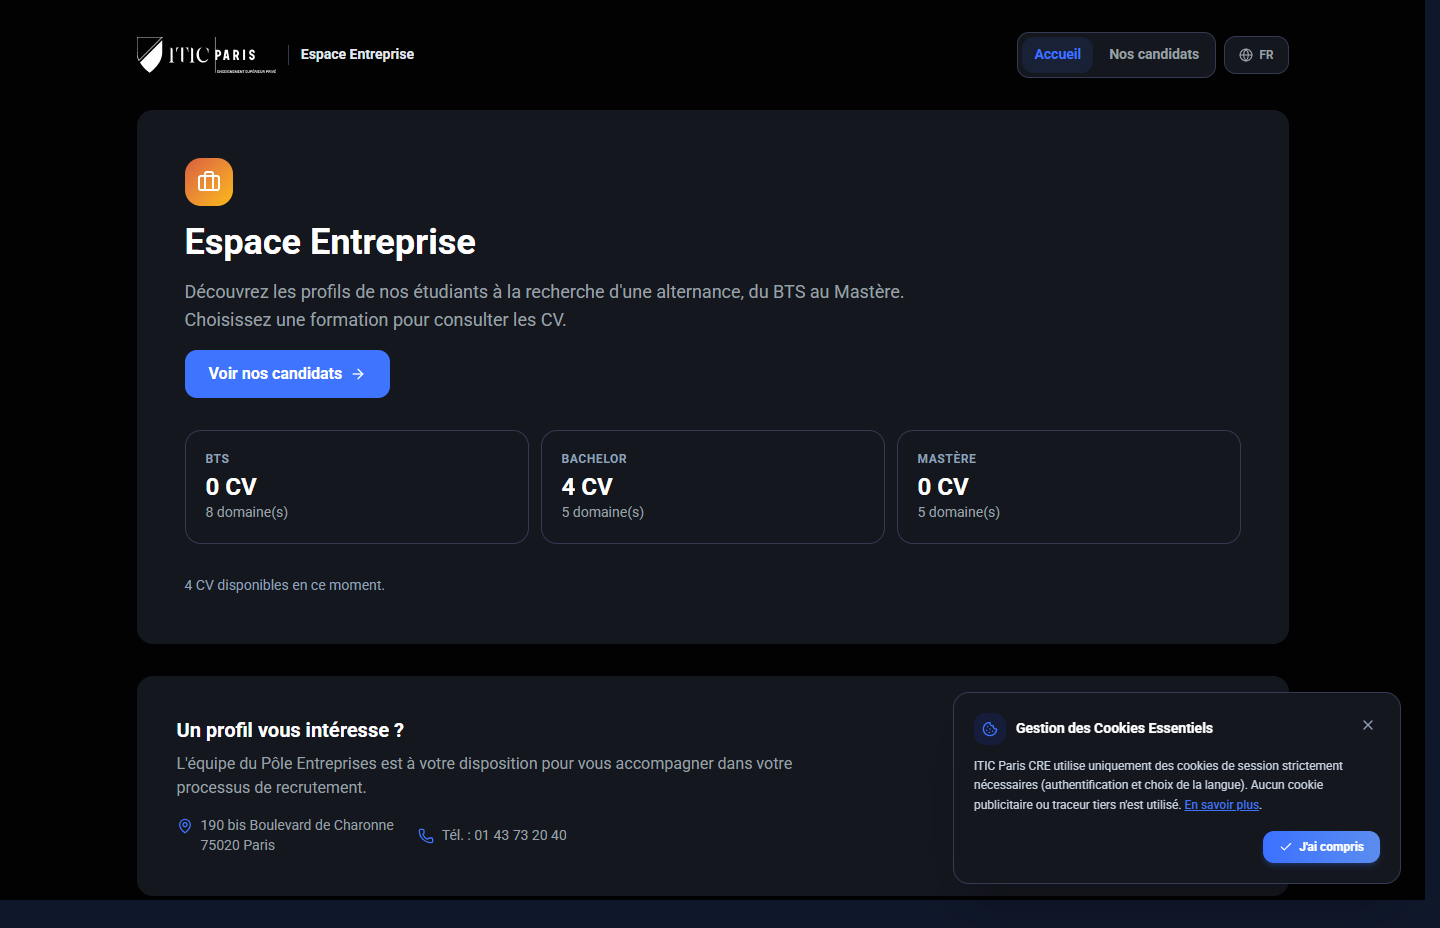 ITIC PARIS
ENSEIGNEMENT SUPÉRIEUR PRIVÉ
Espace Entreprise
Accueil
Nos candidats
FR
Espace Entreprise
Découvrez les profils de nos étudiants à la recherche d'une alternance, du BTS au Mastère.
Choisissez une formation pour consulter les CV.
Voir nos candidats
BTS
0 CV
8 domaine(s)
BACHELOR
4 CV
5 domaine(s)
MASTÈRE
0 CV
5 domaine(s)
4 CV disponibles en ce moment.
Un profil vous intéresse ?
L'équipe du Pôle Entreprises est à votre disposition pour vous accompagner dans votre
processus de recrutement.
190 bis Boulevard de Charonne
75020 Paris
Tél. : 01 43 73 20 40
Gestion des Cookies Essentiels
ITIC Paris CRE utilise uniquement des cookies de session strictement
nécessaires (authentification et choix de la langue). Aucun cookie
publicitaire ou traceur tiers n'est utilisé. En savoir plus.
J'ai compris